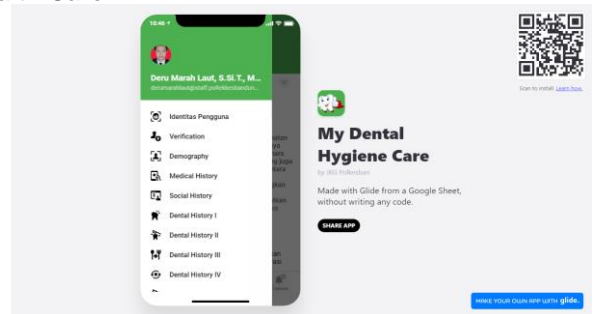 10:46
Deru Marah Laut, S.Si.T., M...
Identitas Pengguna
Verification
Demography
Medical History
Social History
Dental History I
Dental History II
Dental History III
Dental History IV
My Dental
Hygiene Care
by JKG Polkesban
Made with Glide from a Google Sheet,
without writing any code.
SHARE APP
Scan to install Learn how.
MAKE YOUR OWN APP WITH glide.